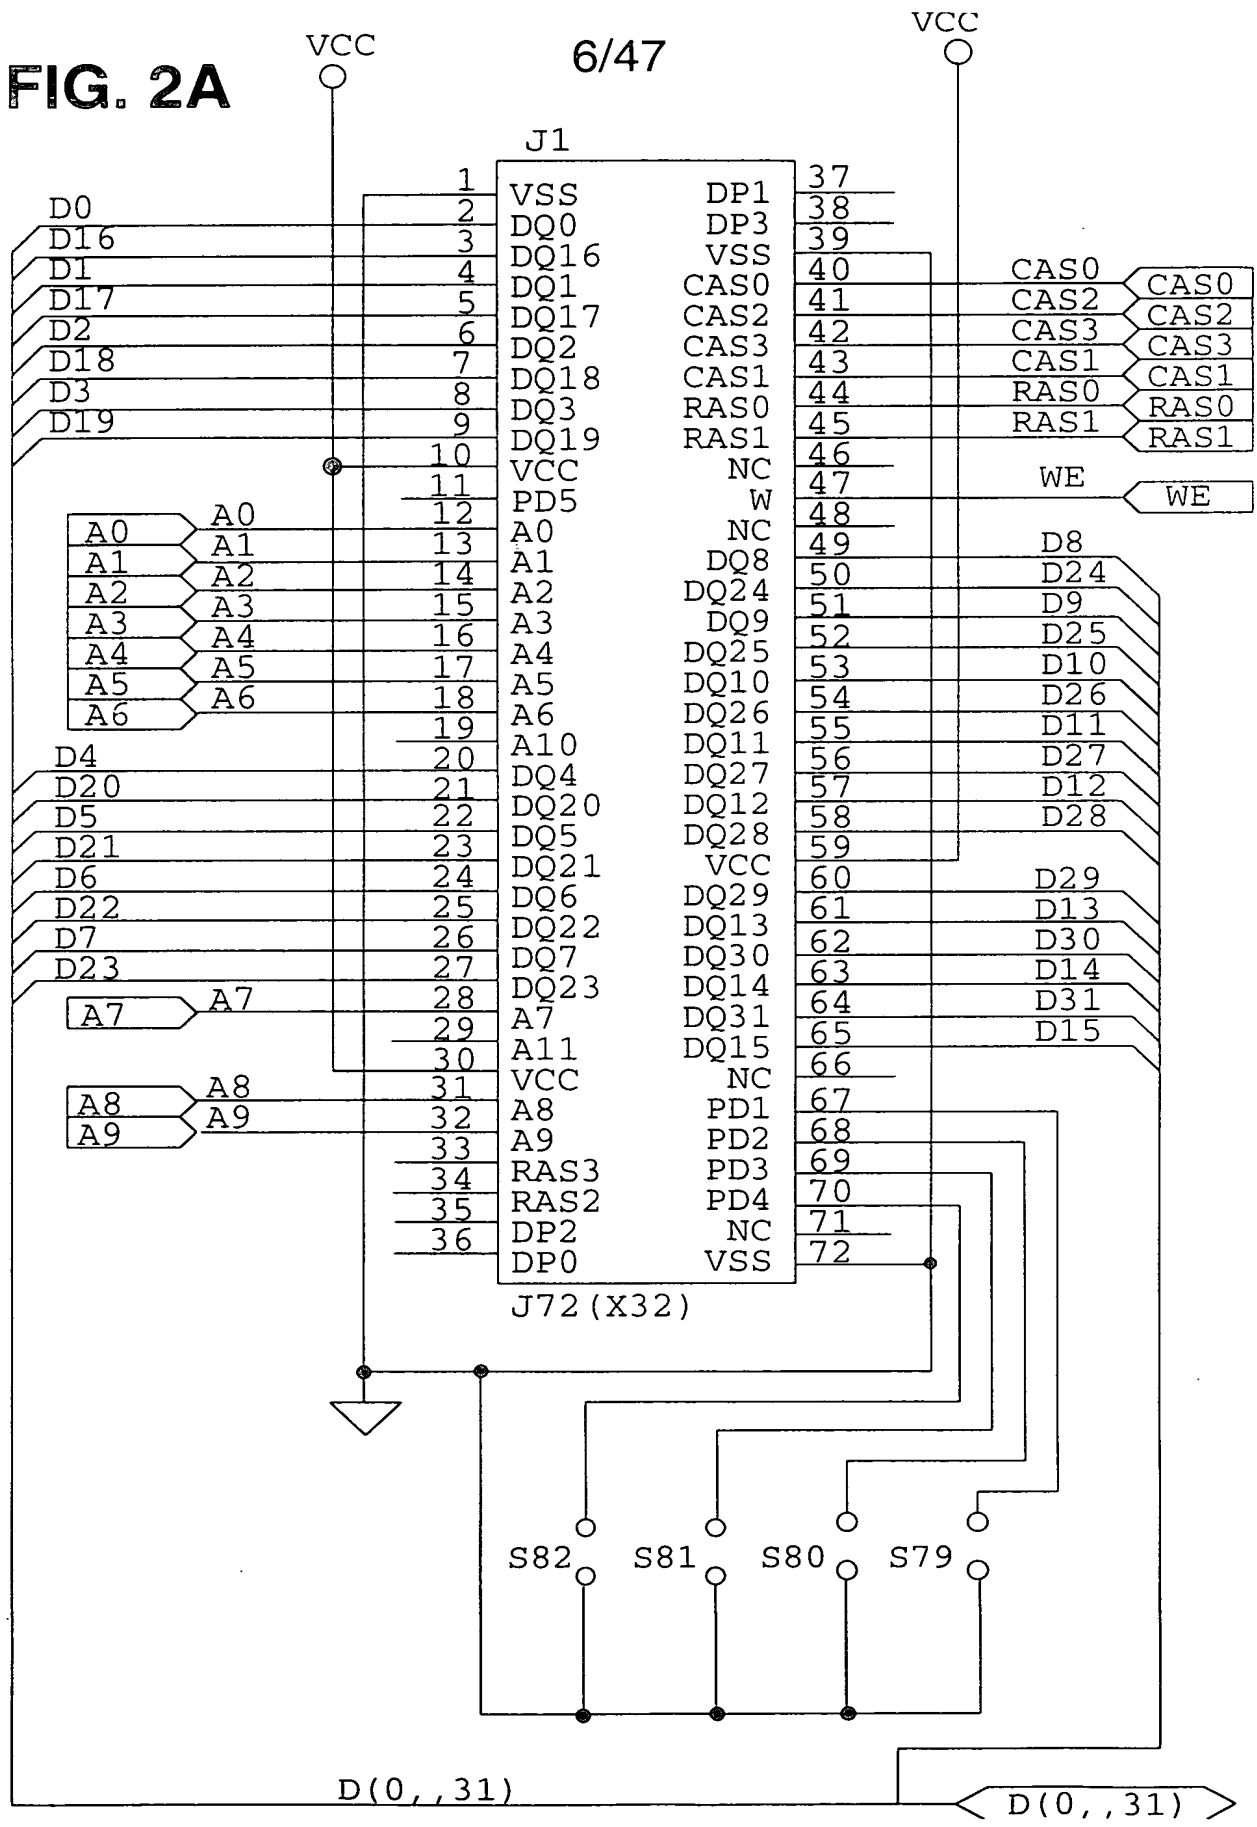 VCC
VCC
6/47
FIG. 2A
J1
1 VSS DP1 37
D0 2 DQ0 DP3 38
D16 3 DQ16 VSS 39
D1 4 DQ1 CAS0 40 CAS0 CAS0
D17 5 DQ17 CAS2 41 CAS2 CAS2
D2 6 DQ2 CAS3 42 CAS3 CAS3
D18 7 DQ18 CAS1 43 CAS1 CAS1
D3 8 DQ3 RAS0 44 RAS0 RAS0
D19 9 DQ19 RAS1 45 RAS1 RAS1
10 VCC NC 46
11 PD5 W 47 WE WE
A0 A0 12 A0 NC 48
A1 A1 13 A1 DQ8 49 D8
A2 A2 14 A2 DQ24 50 D24
A3 A3 15 A3 DQ9 51 D9
A4 A4 16 A4 DQ25 52 D25
A5 A5 17 A5 DQ10 53 D10
A6 A6 18 A6 DQ26 54 D26
19 A10 DQ11 55 D11
D4 20 DQ4 DQ27 56 D27
D20 21 DQ20 DQ12 57 D12
D5 22 DQ5 DQ28 58 D28
D21 23 DQ21 VCC 59
D6 24 DQ6 DQ29 60 D29
D22 25 DQ22 DQ13 61 D13
D7 26 DQ7 DQ30 62 D30
D23 27 DQ23 DQ14 63 D14
A7 A7 28 A7 DQ31 64 D31
29 A11 DQ15 65 D15
30 VCC NC 66
A8 A8 31 A8 PD1 67
A9 A9 32 A9 PD2 68
33 RAS3 PD3 69
34 RAS2 PD4 70
35 DP2 NC 71
36 DP0 VSS 72
J72(X32)
S82 S81 S80 S79
D(0,,31) D(0,,31)